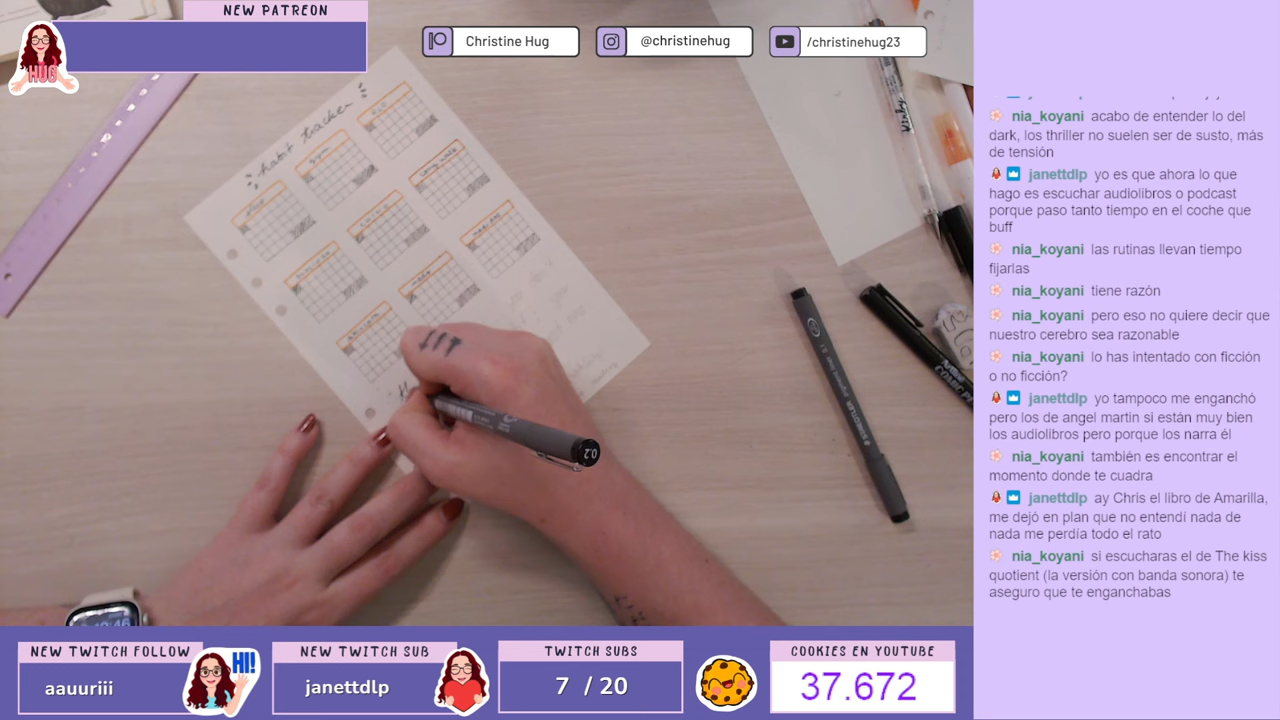 NEW PATREON
HUG
Christine Hug
@christinehug
/christinehug23
habit tracker
STAEDTLER
0.2
nia_koyani acabo de entender lo del
dark, los thriller no suelen ser de susto, más
de tensión
janettdlp yo es que ahora lo que
hago es escuchar audiolibros o podcast
porque paso tanto tiempo en el coche que
buff
nia_koyani las rutinas llevan tiempo
fijarlas
nia_koyani tiene razón
nia_koyani pero eso no quiere decir que
nuestro cerebro sea razonable
nia_koyani lo has intentado con ficción
o no ficción?
janettdlp yo tampoco me enganchó
pero los de angel martin si están muy bien
los audiolibros pero porque los narra él
nia_koyani también es encontrar el
momento donde te cuadra
janettdlp ay Chris el libro de Amarilla,
me dejó en plan que no entendí nada de
nada me perdía todo el rato
nia_koyani si escucharas el de The kiss
quotient (la versión con banda sonora) te
aseguro que te enganchabas
NEW TWITCH FOLLOW
aauuriii
HI!
NEW TWITCH SUB
janettdlp
TWITCH SUBS
7 / 20
COOKIES EN YOUTUBE
37.672